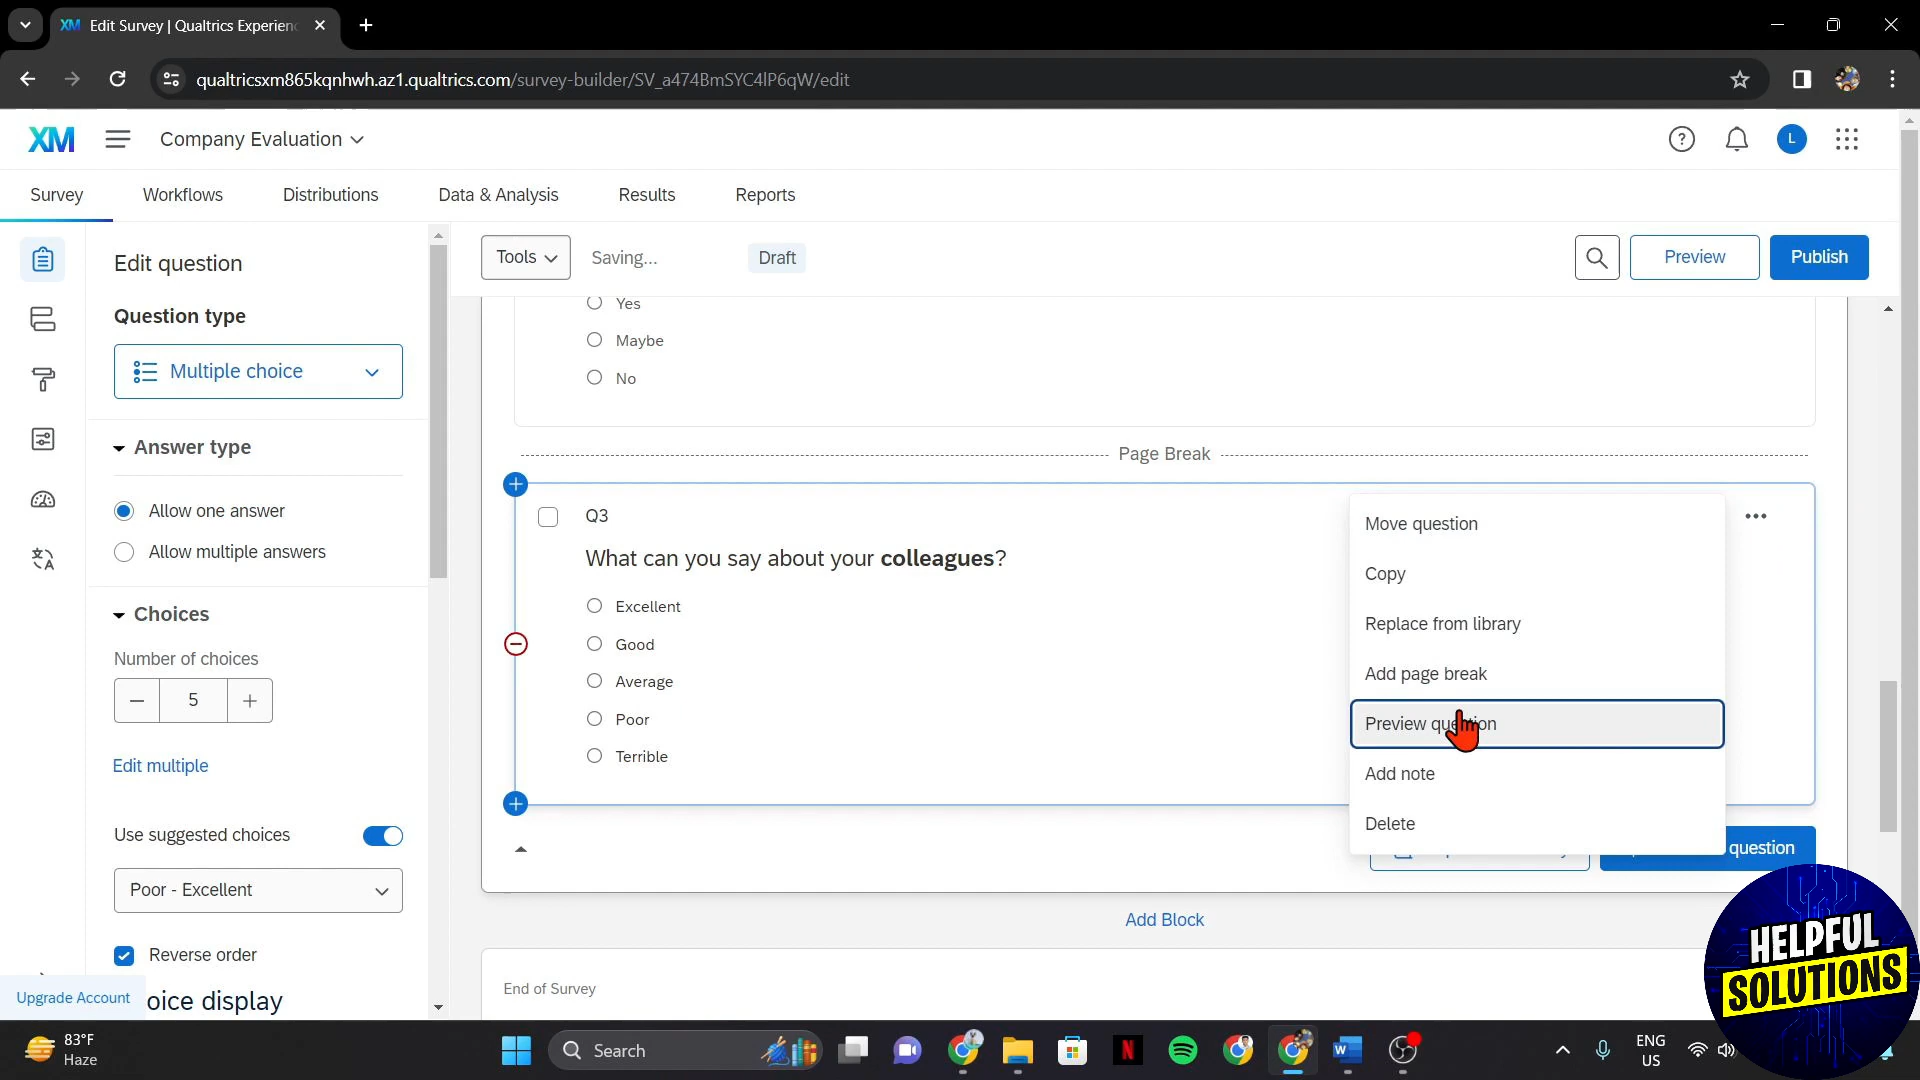 XM Edit Survey | Qualtrics Experienc
qualtricsxm865kqnhwh.az1.qualtrics.com/survey-builder/SV_a474BmSYC4lP6qW/edit
XM Company Evaluation
L
Survey Workflows Distributions Data & Analysis Results Reports
Edit question
Question type
Multiple choice
Answer type
Allow one answer
Allow multiple answers
Choices
Number of choices
5
Edit multiple
Use suggested choices
Poor - Excellent
Reverse order
Upgrade Account
oice display
Tools Saving... Draft Preview Publish
Yes
Maybe
No
Page Break
Q3
What can you say about your colleagues?
Excellent
Good
Average
Poor
Terrible
Move question
Copy
Replace from library
Add page break
Preview question
Add note
Delete
question
Add Block
End of Survey
HELPFUL
SOLUTIONS
83°F
Haze
Search
ENG
US